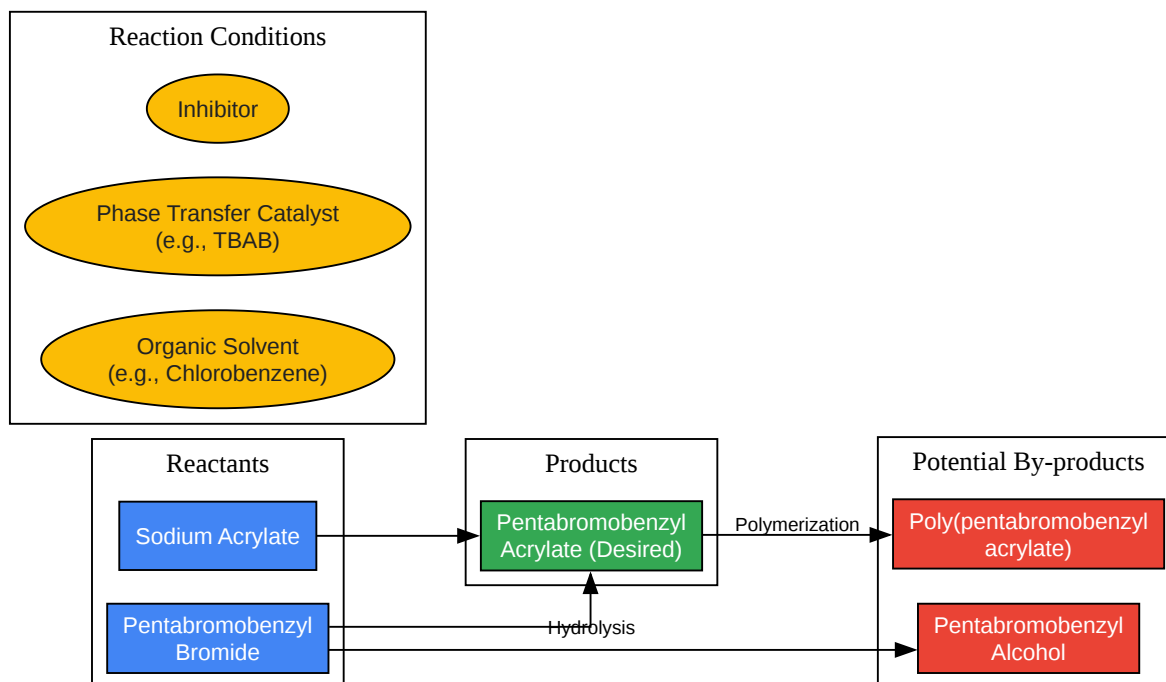 Reaction Conditions
Inhibitor
Phase Transfer Catalyst
(e.g., TBAB)
Organic Solvent
(e.g., Chlorobenzene)
Reactants
Sodium Acrylate
Pentabromobenzyl
Bromide
Products
Pentabromobenzyl
Acrylate (Desired)
Polymerization
Hydrolysis
Potential By-products
Poly(pentabromobenzyl
acrylate)
Pentabromobenzyl
Alcohol